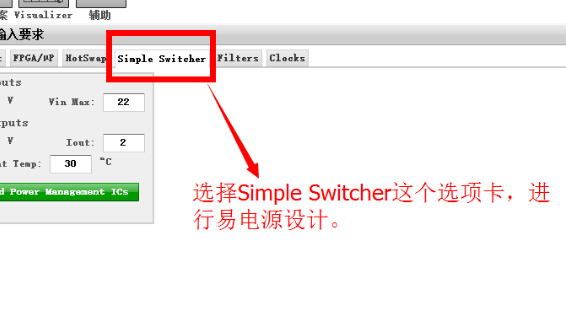 案 Visualizer 辅助
输入要求
FPGA/μP HotSwap Simple Switcher Filters Clocks
V Vin Max: 22
V Iout: 2
Temp: 30 °C
Power Management ICs
选择Simple Switcher这个选项卡，进
行易电源设计。